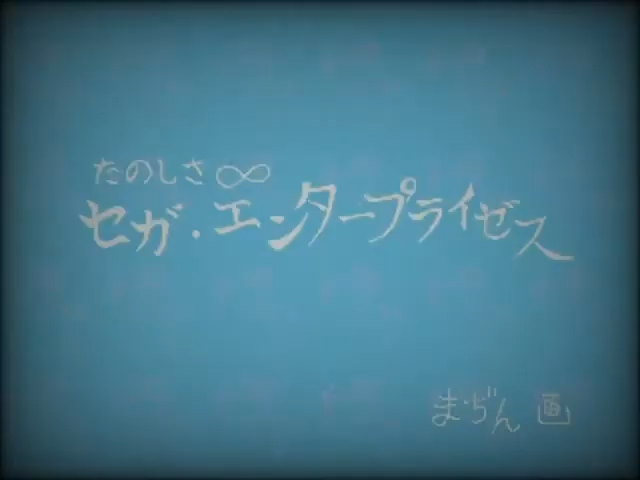 たのしさ∞
セガ・エンタープライゼス
まぢん 画